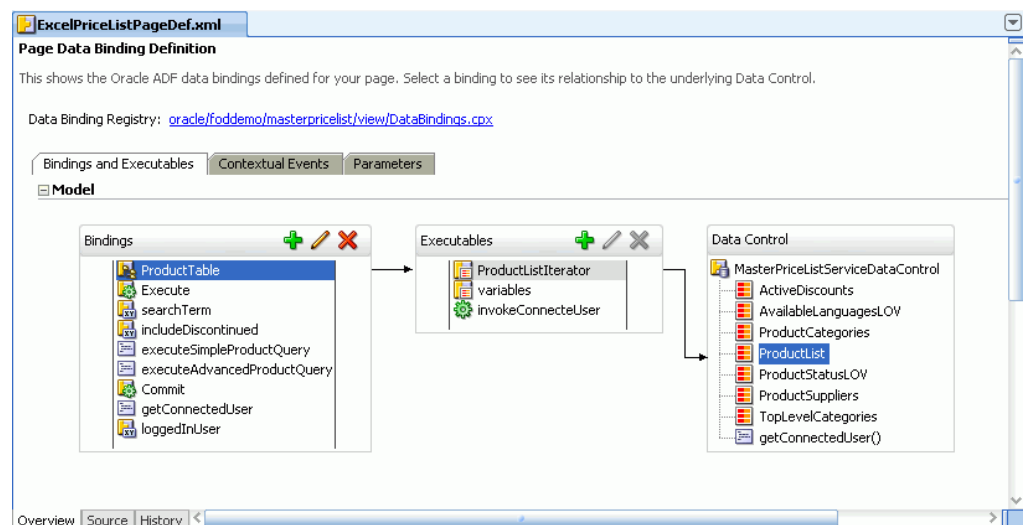 ExcelPriceListPageDef.xml
Page Data Binding Definition
This shows the Oracle ADF data bindings defined for your page. Select a binding to see its relationship to the underlying Data Control.
Data Binding Registry: oracle/foddemo/masterpricelist/view/DataBindings.cpx
Bindings and Executables Contextual Events Parameters
Model
Bindings
ProductTable
Execute
searchTerm
includeDiscontinued
executeSimpleProductQuery
executeAdvancedProductQuery
Commit
getConnectedUser
loggedInUser
Executables
ProductListIterator
variables
invokeConnecteUser
Data Control
MasterPriceListServiceDataControl
ActiveDiscounts
AvailableLanguagesLOV
ProductCategories
ProductList
ProductStatusLOV
ProductSuppliers
TopLevelCategories
getConnectedUser()
Overview Source History